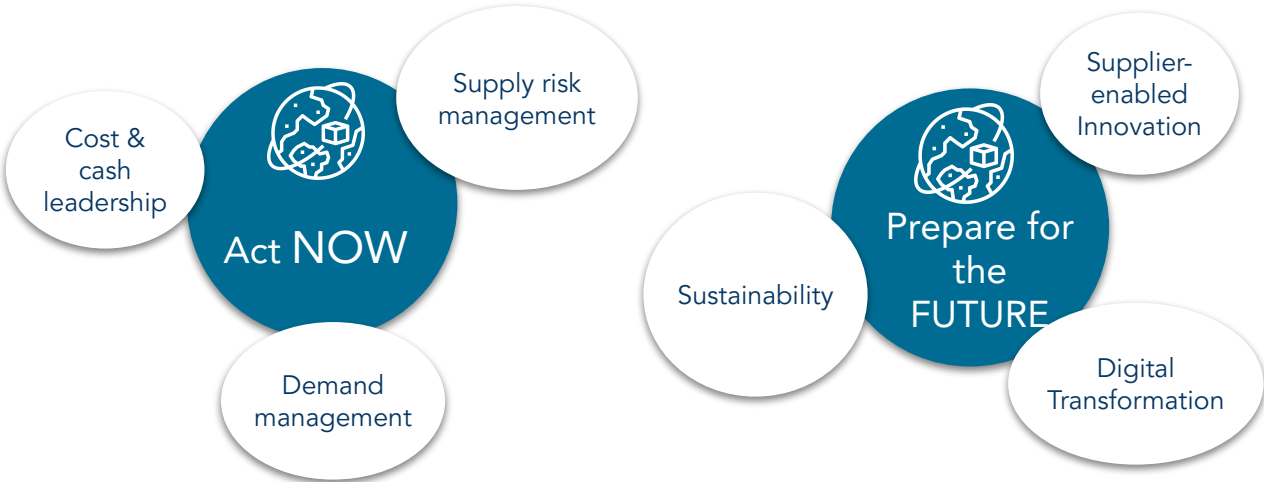 Cost &
cash
leadership
Supply risk
management
Act NOW
Demand
management
Supplier-
enabled
Innovation
Prepare for
the
FUTURE
Sustainability
Digital
Transformation